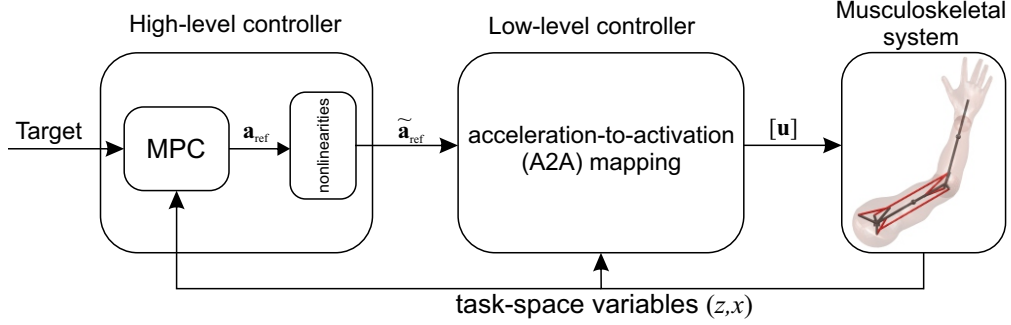 High-level controller
Low-level controller
Musculoskeletal
system
Target
MPC
a_ref
nonlinearities
ã_ref
acceleration-to-activation
(A2A) mapping
[u]
task-space variables (z,x)